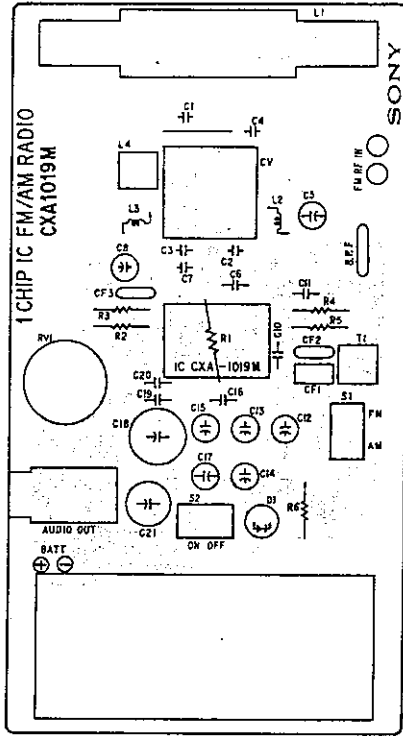 L1
SONY
C1
C4
L4
CV
FM RF IN
L3
L2
C5
1 CHIP IC FM/AM RADIO
CXA1019M
C8
C3
C2
B.P.F
C7
C6
CF3
C11
R3
R4
R2
R1
C10
R5
RV1
IC CXA-1019M
CF2
T1
C20
CF1
C19
C16
S1
C18
C15
C13
C12
FM
AM
C17
C14
S2
D1
R6
AUDIO OUT
C21
ON OFF
BATT
+ −